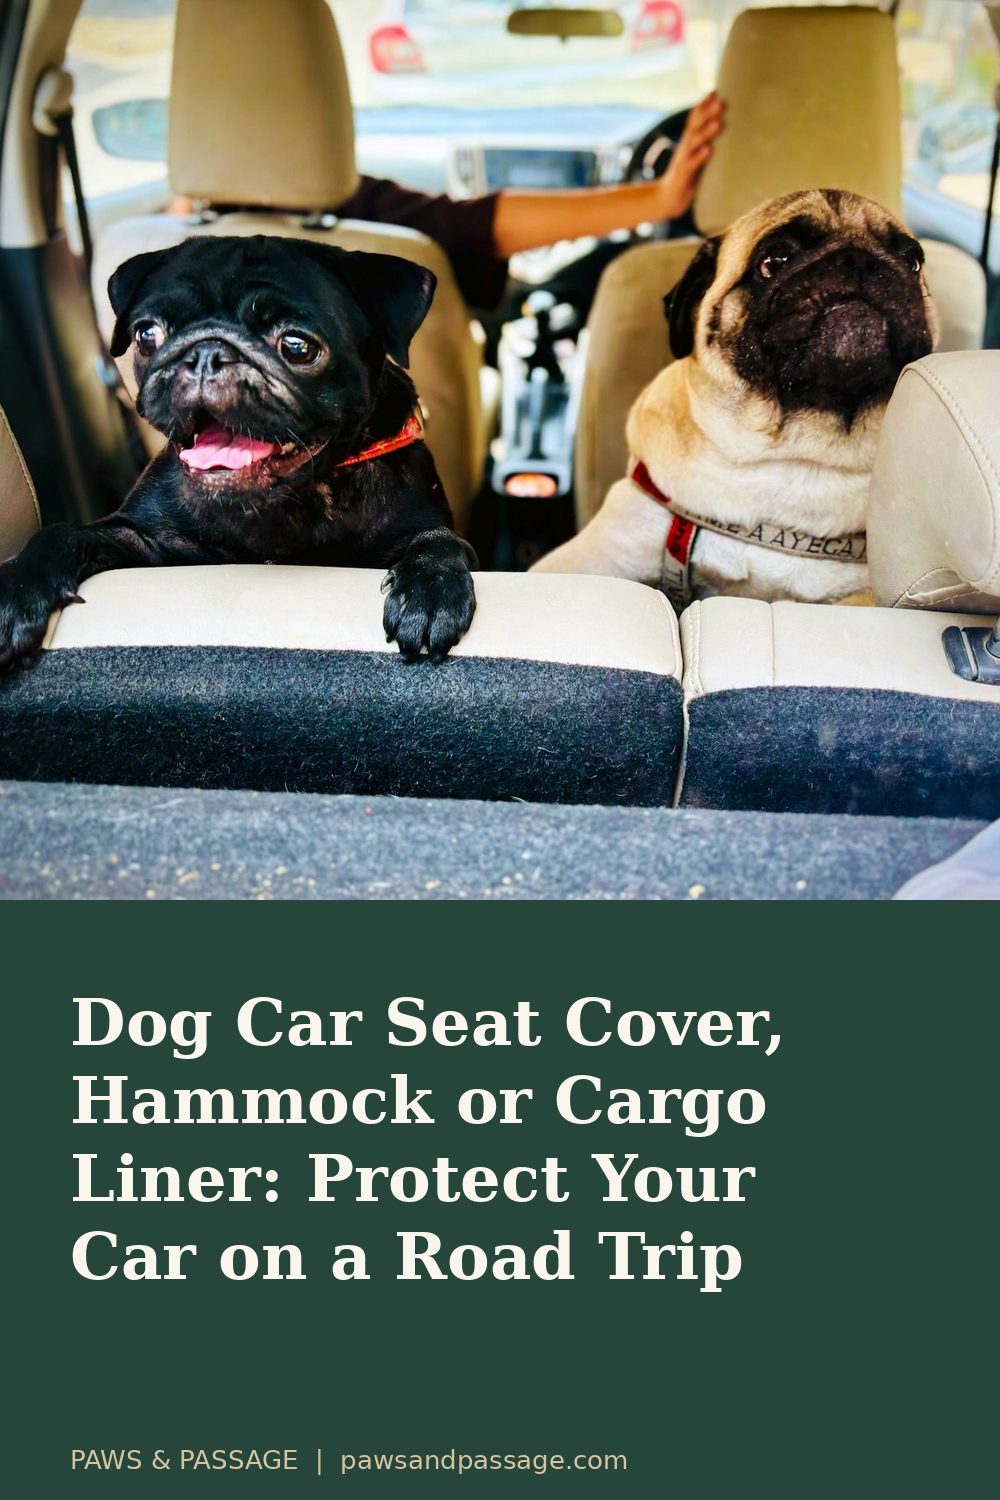 Dog Car Seat Cover,
Hammock or Cargo
Liner: Protect Your
Car on a Road Trip
PAWS & PASSAGE | pawsandpassage.com